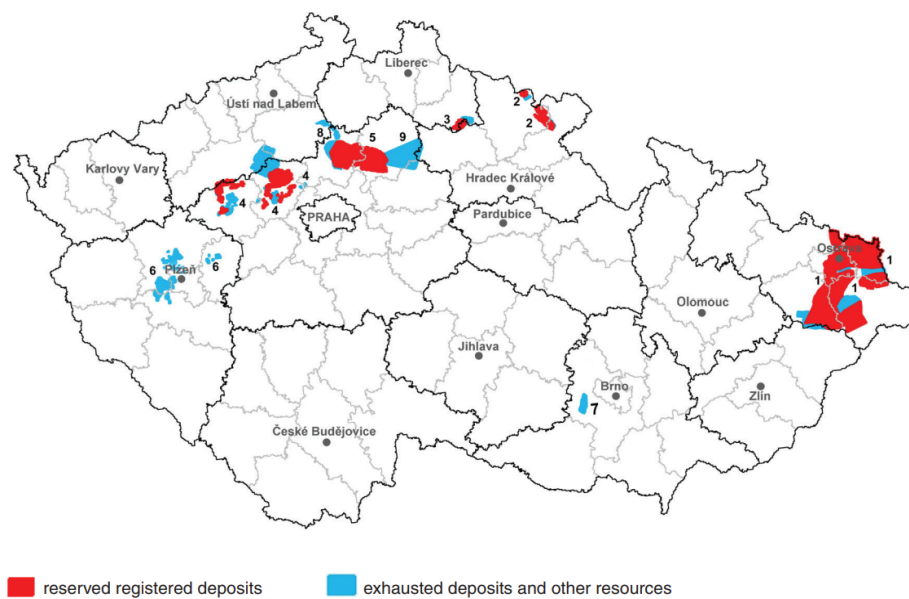 Liberec
Ústí nad Labem
2
2
3
8
5
9
Karlovy Vary
Hradec Králové
4
4
4
PRAHA
Pardubice
Ostrava
1
1
1
6
Plzeň
6
Olomouc
Jihlava
Brno
7
Zlín
České Budějovice
reserved registered deposits
exhausted deposits and other resources